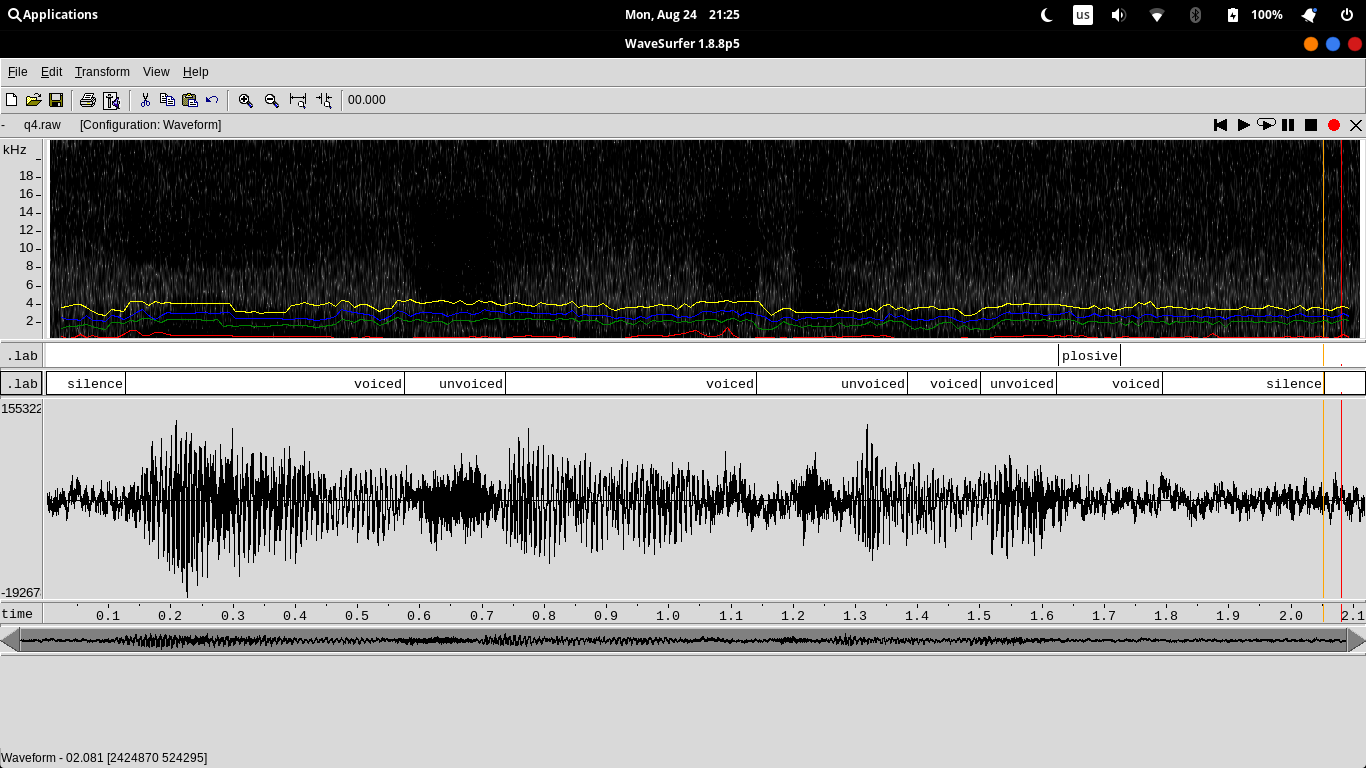 Applications Mon, Aug 24 21:25 us 100%
WaveSurfer 1.8.8p5
File Edit Transform View Help
00.000
- q4.raw [Configuration: Waveform]
kHz
18
16
14
12
10
8
6
4
2
.lab plosive
.lab silence voiced unvoiced voiced unvoiced voiced unvoiced voiced silence
155322
-19267
time 0.1 0.2 0.3 0.4 0.5 0.6 0.7 0.8 0.9 1.0 1.1 1.2 1.3 1.4 1.5 1.6 1.7 1.8 1.9 2.0 2.1
Waveform - 02.081 [2424870 524295]